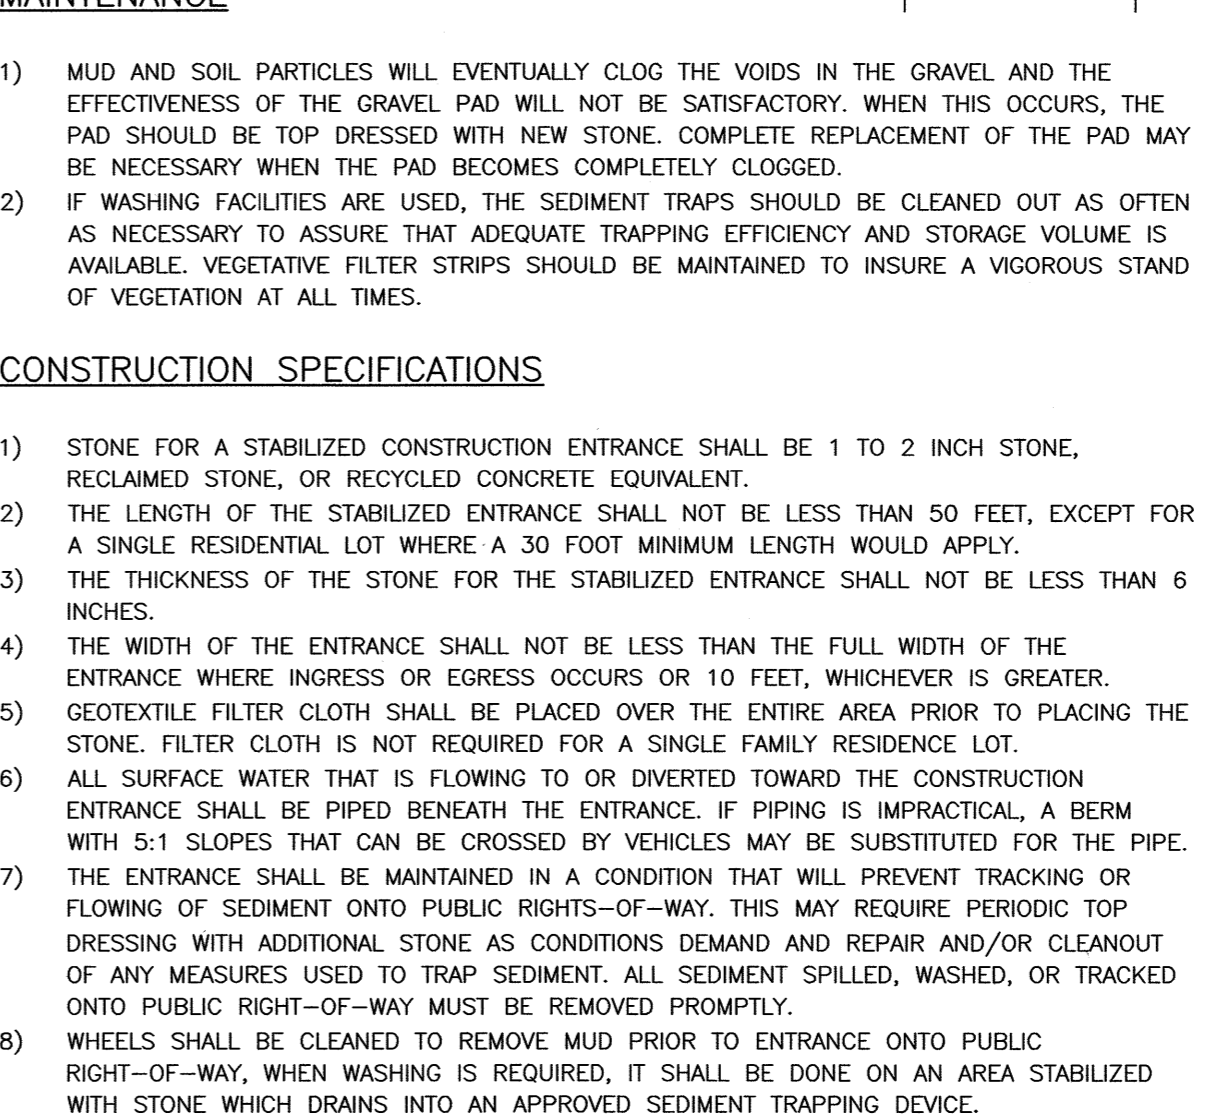 MAINTENANCE
1) MUD AND SOIL PARTICLES WILL EVENTUALLY CLOG THE VOIDS IN THE GRAVEL AND THE
EFFECTIVENESS OF THE GRAVEL PAD WILL NOT BE SATISFACTORY. WHEN THIS OCCURS, THE
PAD SHOULD BE TOP DRESSED WITH NEW STONE. COMPLETE REPLACEMENT OF THE PAD MAY
BE NECESSARY WHEN THE PAD BECOMES COMPLETELY CLOGGED.
2) IF WASHING FACILITIES ARE USED, THE SEDIMENT TRAPS SHOULD BE CLEANED OUT AS OFTEN
AS NECESSARY TO ASSURE THAT ADEQUATE TRAPPING EFFICIENCY AND STORAGE VOLUME IS
AVAILABLE. VEGETATIVE FILTER STRIPS SHOULD BE MAINTAINED TO INSURE A VIGOROUS STAND
OF VEGETATION AT ALL TIMES.
CONSTRUCTION SPECIFICATIONS
1) STONE FOR A STABILIZED CONSTRUCTION ENTRANCE SHALL BE 1 TO 2 INCH STONE,
RECLAIMED STONE, OR RECYCLED CONCRETE EQUIVALENT.
2) THE LENGTH OF THE STABILIZED ENTRANCE SHALL NOT BE LESS THAN 50 FEET, EXCEPT FOR
A SINGLE RESIDENTIAL LOT WHERE A 30 FOOT MINIMUM LENGTH WOULD APPLY.
3) THE THICKNESS OF THE STONE FOR THE STABILIZED ENTRANCE SHALL NOT BE LESS THAN 6
INCHES.
4) THE WIDTH OF THE ENTRANCE SHALL NOT BE LESS THAN THE FULL WIDTH OF THE
ENTRANCE WHERE INGRESS OR EGRESS OCCURS OR 10 FEET, WHICHEVER IS GREATER.
5) GEOTEXTILE FILTER CLOTH SHALL BE PLACED OVER THE ENTIRE AREA PRIOR TO PLACING THE
STONE. FILTER CLOTH IS NOT REQUIRED FOR A SINGLE FAMILY RESIDENCE LOT.
6) ALL SURFACE WATER THAT IS FLOWING TO OR DIVERTED TOWARD THE CONSTRUCTION
ENTRANCE SHALL BE PIPED BENEATH THE ENTRANCE. IF PIPING IS IMPRACTICAL, A BERM
WITH 5:1 SLOPES THAT CAN BE CROSSED BY VEHICLES MAY BE SUBSTITUTED FOR THE PIPE.
7) THE ENTRANCE SHALL BE MAINTAINED IN A CONDITION THAT WILL PREVENT TRACKING OR
FLOWING OF SEDIMENT ONTO PUBLIC RIGHTS-OF-WAY. THIS MAY REQUIRE PERIODIC TOP
DRESSING WITH ADDITIONAL STONE AS CONDITIONS DEMAND AND REPAIR AND/OR CLEANOUT
OF ANY MEASURES USED TO TRAP SEDIMENT. ALL SEDIMENT SPILLED, WASHED, OR TRACKED
ONTO PUBLIC RIGHT-OF-WAY MUST BE REMOVED PROMPTLY.
8) WHEELS SHALL BE CLEANED TO REMOVE MUD PRIOR TO ENTRANCE ONTO PUBLIC
RIGHT-OF-WAY, WHEN WASHING IS REQUIRED, IT SHALL BE DONE ON AN AREA STABILIZED
WITH STONE WHICH DRAINS INTO AN APPROVED SEDIMENT TRAPPING DEVICE.